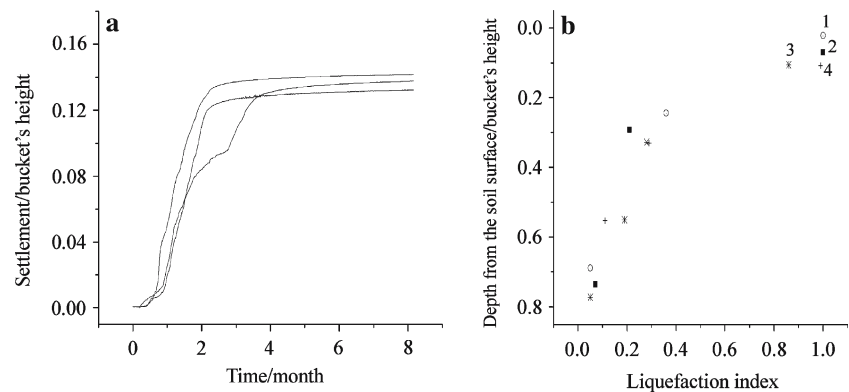 a
0.16
0.12
0.08
0.04
0.00
Settlement/bucket's height
0 2 4 6 8
Time/month
b
0.0
0.2
0.4
0.6
0.8
Depth from the soil surface/bucket's height
1
2
3
4
0.0 0.2 0.4 0.6 0.8 1.0
Liquefaction index